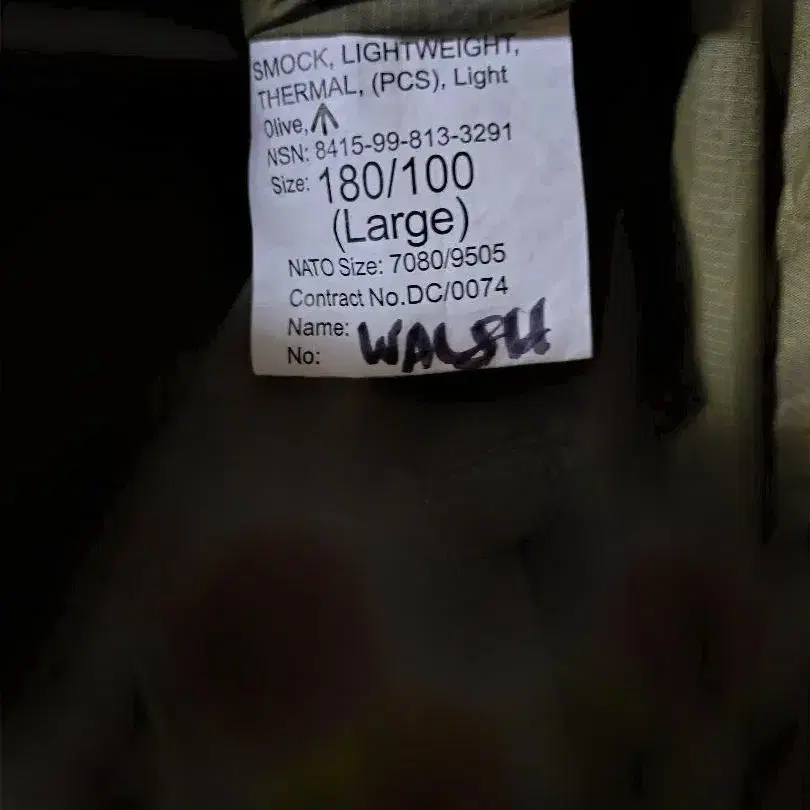 SMOCK, LIGHTWEIGHT,
THERMAL, (PCS), Light
Olive,
NSN: 8415-99-813-3291
Size: 180/100
(Large)
NATO Size: 7080/9505
Contract No.DC/0074
Name: WALSH
No: